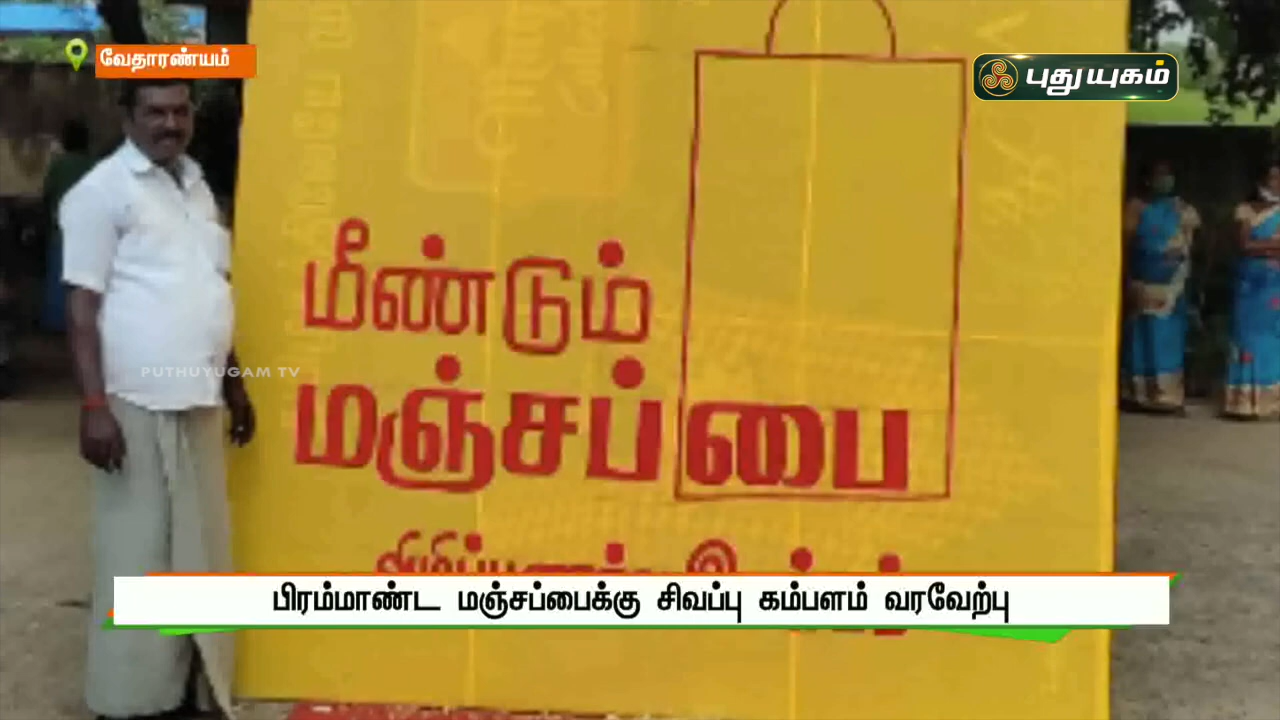 வேதாரண்யம்
புதுயுகம்
மீண்டும்
மஞ்சப்பை
PUTHUYUGAM TV
பிரம்மாண்ட மஞ்சப்பைக்கு சிவப்பு கம்பளம் வரவேற்பு